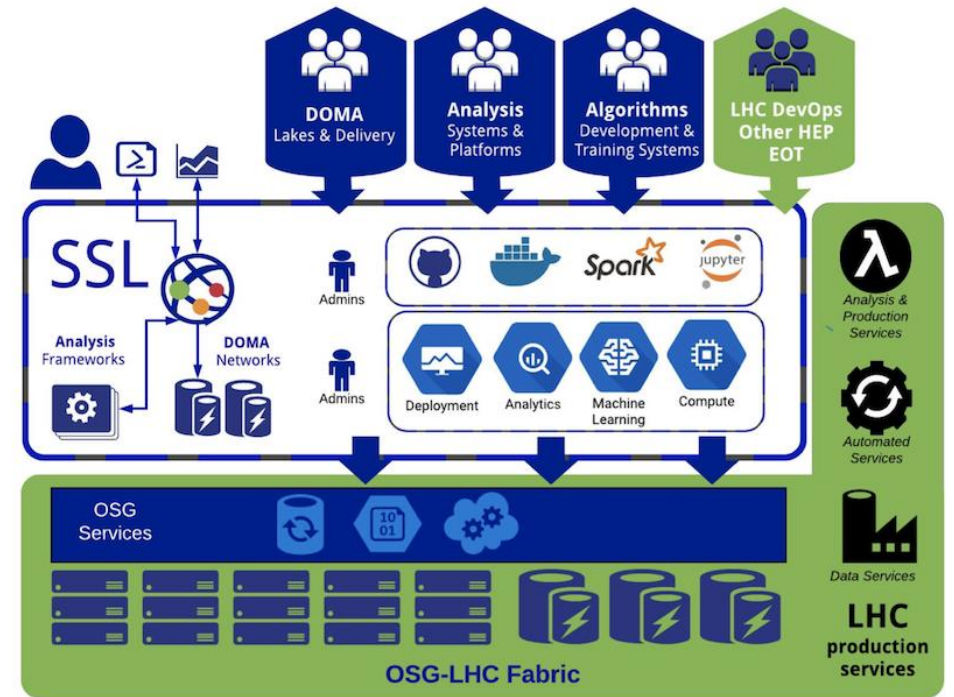 DOMA
Lakes & Delivery
Analysis
Systems &
Platforms
Algorithms
Development &
Training Systems
LHC DevOps
Other HEP
EOT
SSL
Analysis
Frameworks
DOMA
Networks
Admins
Spark
jupyter
Admins
Deployment
Analytics
Machine
Learning
Compute
λ
Analysis &
Production
Services
Automated
Services
Data Services
LHC
production
services
OSG
Services
10
01
OSG-LHC Fabric